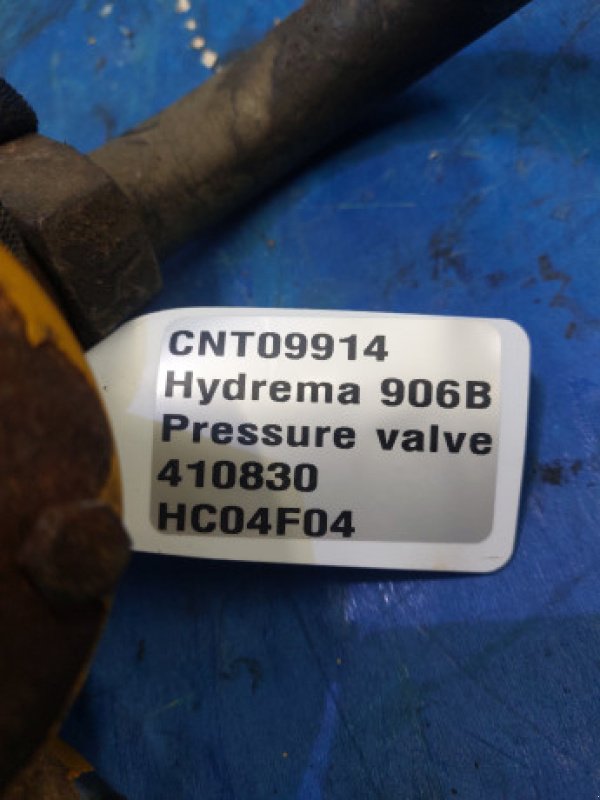 CNT09914
Hydrema 906B
Pressure valve
410830
HC04F04